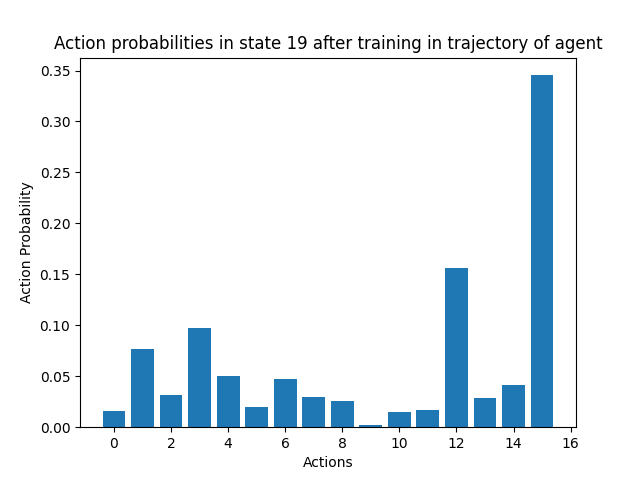 Action probabilities in state 19 after training in trajectory of agent
0.35
0.30
0.25
0.20
0.15
0.10
0.05
0.00
Action Probability
0 2 4 6 8 10 12 14 16
Actions